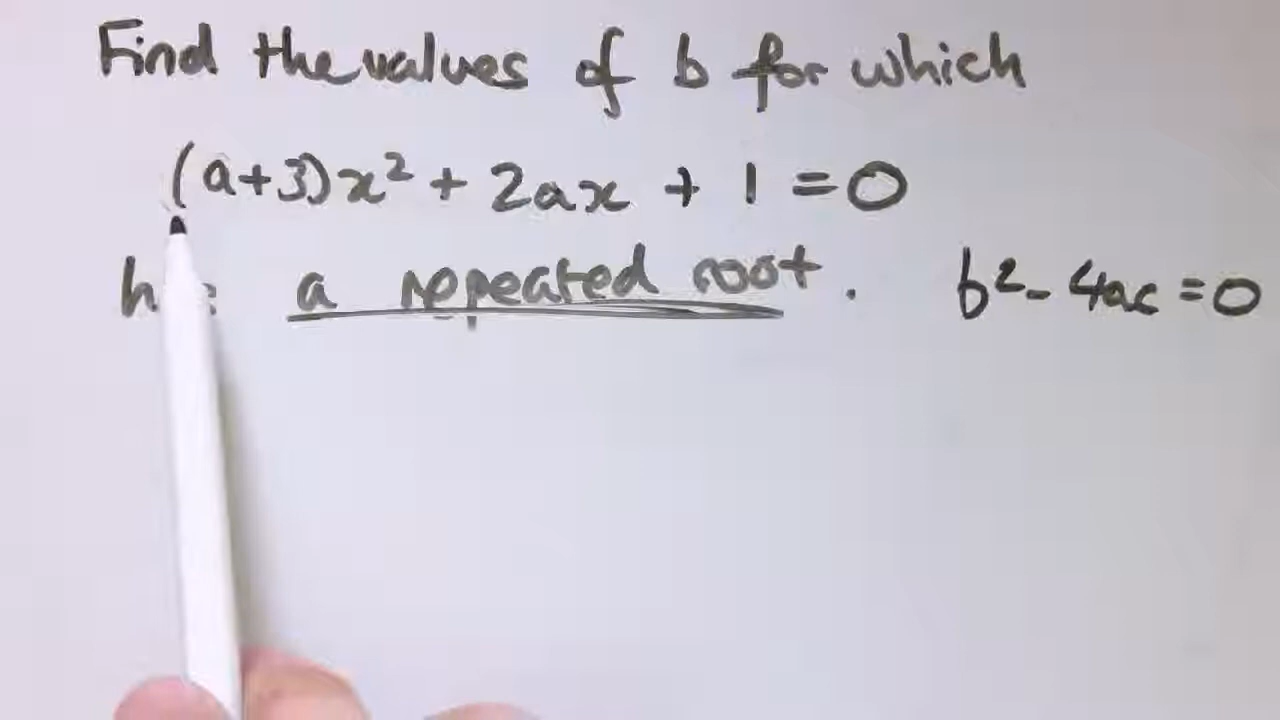 Find the values of b for which
(a+3)x² + 2ax + 1 = 0
a repeated root. b² - 4ac = 0